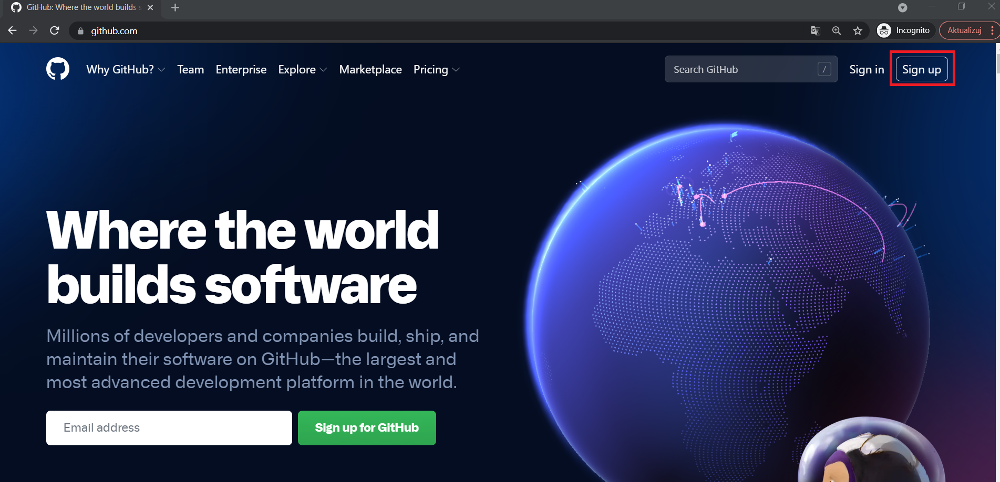 GitHub: Where the world builds s
github.com
Incognito
Aktualizuj
Why GitHub? Team Enterprise Explore Marketplace Pricing
Search GitHub /
Sign in
Sign up
Where the world
builds software
Millions of developers and companies build, ship, and
maintain their software on GitHub—the largest and
most advanced development platform in the world.
Email address
Sign up for GitHub